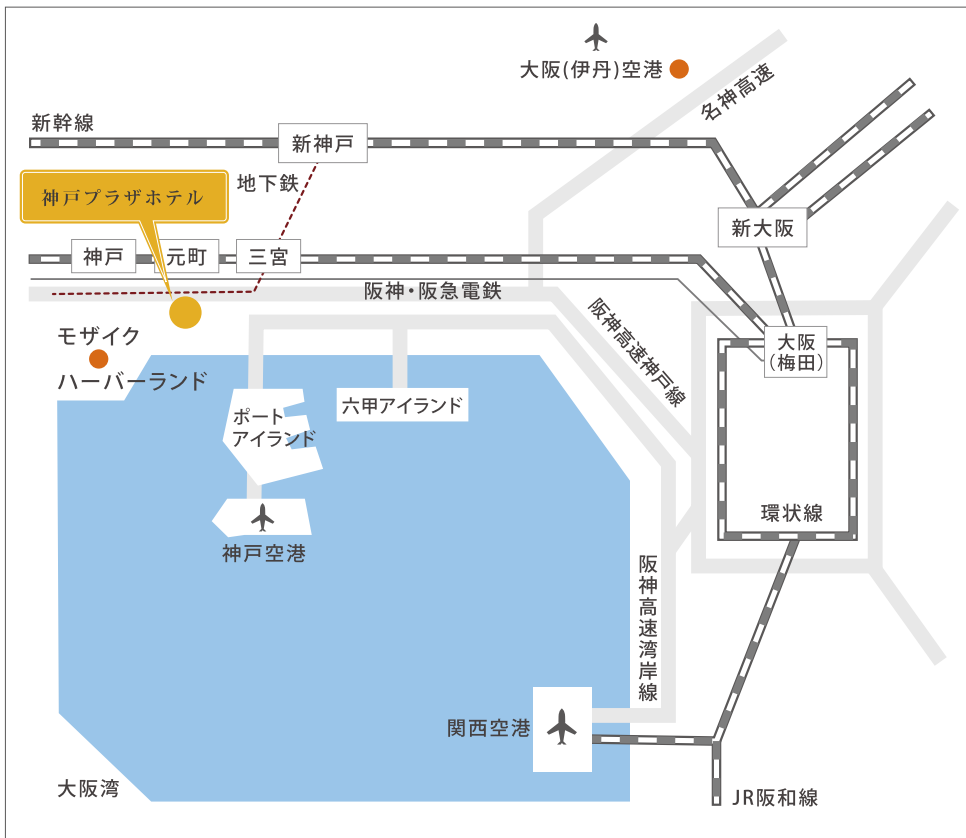 大阪(伊丹)空港
名神高速
新幹線
新神戸
地下鉄
神戸プラザホテル
新大阪
神戸
元町
三宮
阪神・阪急電鉄
阪神高速神戸線
モザイク
ハーバーランド
大阪
(梅田)
六甲アイランド
ポート
アイランド
環状線
神戸空港
阪神高速湾岸線
関西空港
大阪湾
JR阪和線